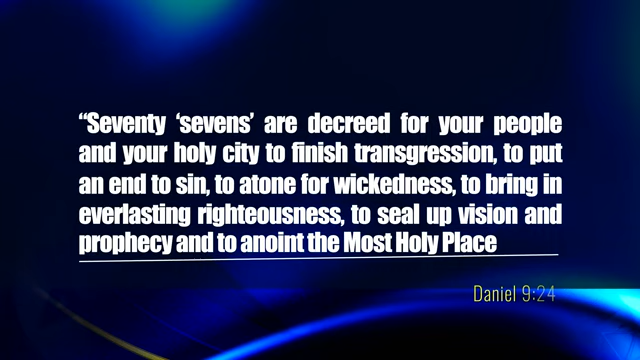 “Seventy ‘sevens’ are decreed for your people
and your holy city to finish transgression, to put
an end to sin, to atone for wickedness, to bring in
everlasting righteousness, to seal up vision and
prophecy and to anoint the Most Holy Place
Daniel 9:24